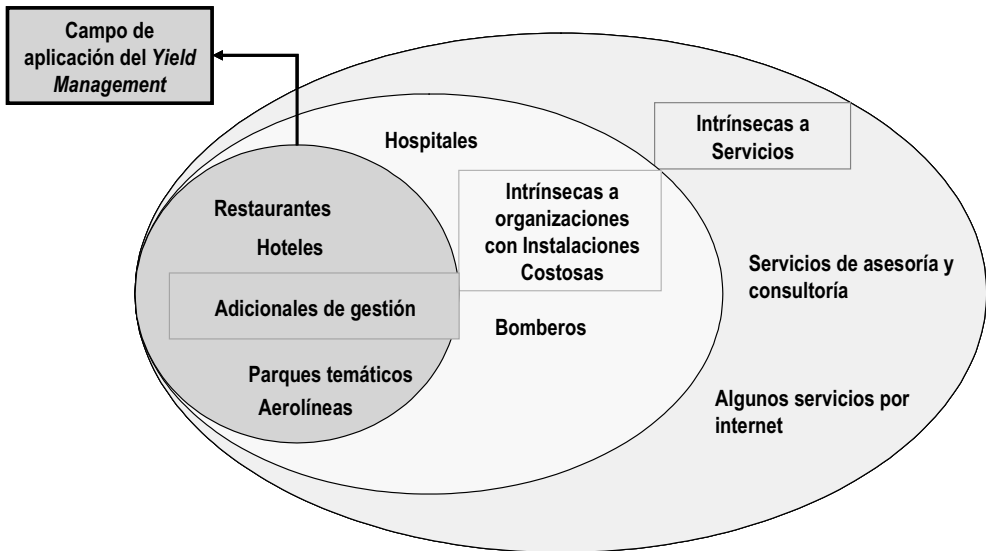 Campo de
aplicación del Yield
Management
Hospitales
Intrínsecas a
Servicios
Restaurantes
Hoteles
Intrínsecas a
organizaciones
con Instalaciones
Costosas
Adicionales de gestión
Servicios de asesoría y
consultoría
Bomberos
Parques temáticos
Aerolíneas
Algunos servicios por
internet